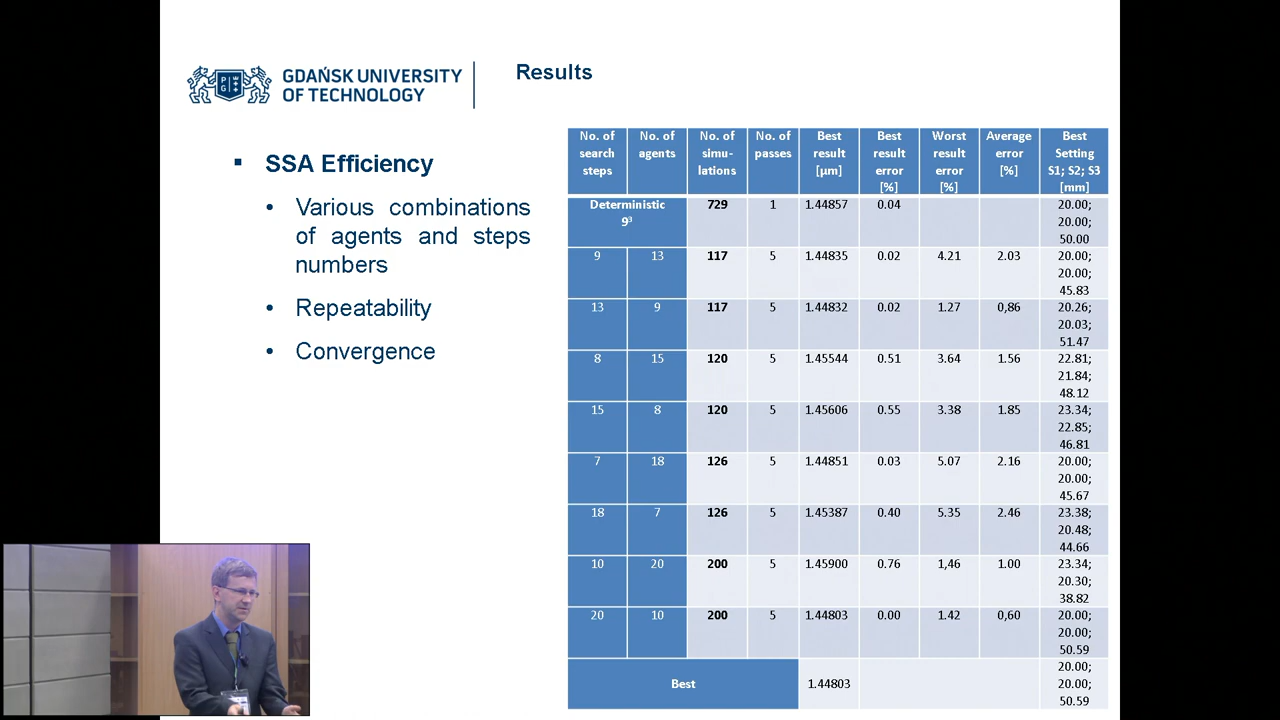 GDAŃSK UNIVERSITY
OF TECHNOLOGY
Results
▪ SSA Efficiency
• Various combinations
of agents and steps
numbers
• Repeatability
• Convergence
No. of search steps No. of agents No. of simu-lations No. of passes Best result [µm] Best result error [%] Worst result error [%] Average error [%] Best Setting S1; S2; S3 [mm]
Deterministic 9³ 729 1 1.44857 0.04 20.00; 20.00; 50.00
9 13 117 5 1.44835 0.02 4.21 2.03 20.00; 20.00; 45.83
13 9 117 5 1.44832 0.02 1.27 0,86 20.26; 20.03; 51.47
8 15 120 5 1.45544 0.51 3.64 1.56 22.81; 21.84; 48.12
15 8 120 5 1.45606 0.55 3.38 1.85 23.34; 22.85; 46.81
7 18 126 5 1.44851 0.03 5.07 2.16 20.00; 20.00; 45.67
18 7 126 5 1.45387 0.40 5.35 2.46 23.38; 20.48; 44.66
10 20 200 5 1.45900 0.76 1,46 1.00 23.34; 20.30; 38.82
20 10 200 5 1.44803 0.00 1.42 0,60 20.00; 20.00; 50.59
Best 1.44803 20.00; 20.00; 50.59